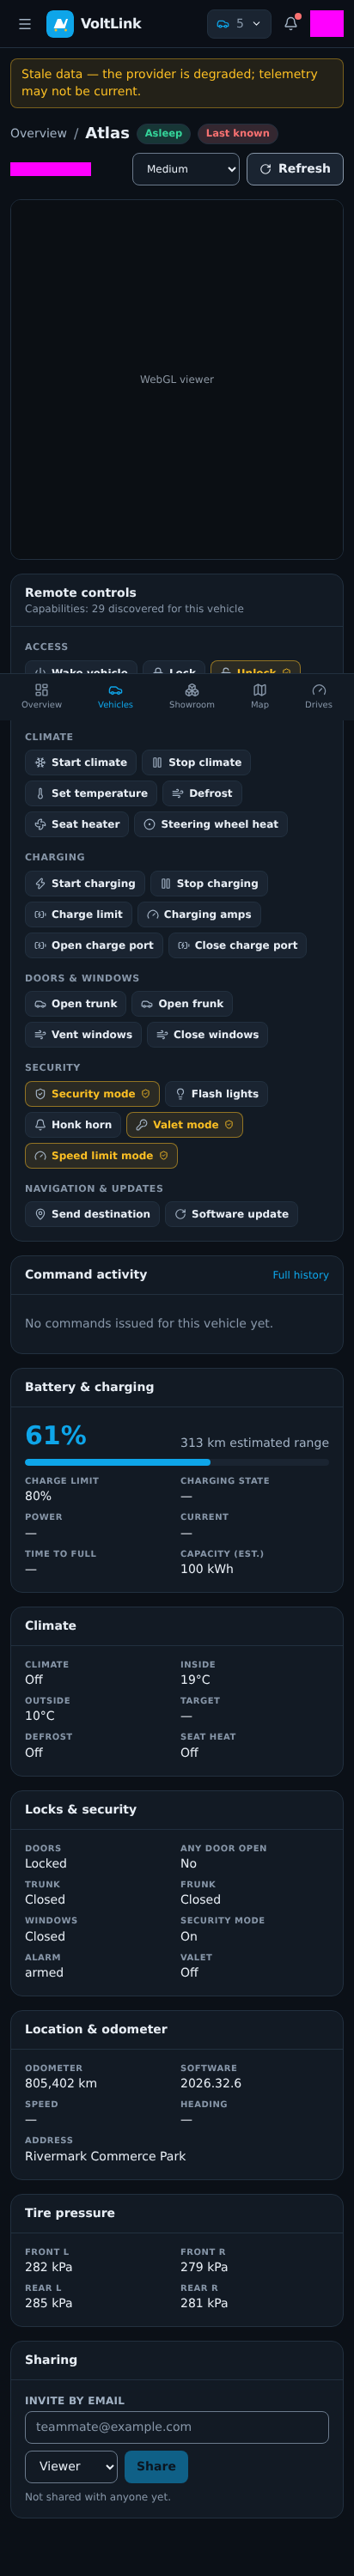 VoltLink
5
Stale data — the provider is degraded; telemetry
may not be current.
Overview / Atlas Asleep Last known
Medium Refresh
WebGL viewer
Remote controls
Capabilities: 29 discovered for this vehicle
ACCESS
Wake vehicle Lock Unlock
Overview Vehicles Showroom Map Drives
CLIMATE
Start climate Stop climate
Set temperature Defrost
Seat heater Steering wheel heat
CHARGING
Start charging Stop charging
Charge limit Charging amps
Open charge port Close charge port
DOORS & WINDOWS
Open trunk Open frunk
Vent windows Close windows
SECURITY
Security mode Flash lights
Honk horn Valet mode
Speed limit mode
NAVIGATION & UPDATES
Send destination Software update
Command activity Full history
No commands issued for this vehicle yet.
Battery & charging
61% 313 km estimated range
CHARGE LIMIT CHARGING STATE
80% —
POWER CURRENT
— —
TIME TO FULL CAPACITY (EST.)
— 100 kWh
Climate
CLIMATE INSIDE
Off 19°C
OUTSIDE TARGET
10°C —
DEFROST SEAT HEAT
Off Off
Locks & security
DOORS ANY DOOR OPEN
Locked No
TRUNK FRUNK
Closed Closed
WINDOWS SECURITY MODE
Closed On
ALARM VALET
armed Off
Location & odometer
ODOMETER SOFTWARE
805,402 km 2026.32.6
SPEED HEADING
— —
ADDRESS
Rivermark Commerce Park
Tire pressure
FRONT L FRONT R
282 kPa 279 kPa
REAR L REAR R
285 kPa 281 kPa
Sharing
INVITE BY EMAIL
teammate@example.com
Viewer Share
Not shared with anyone yet.